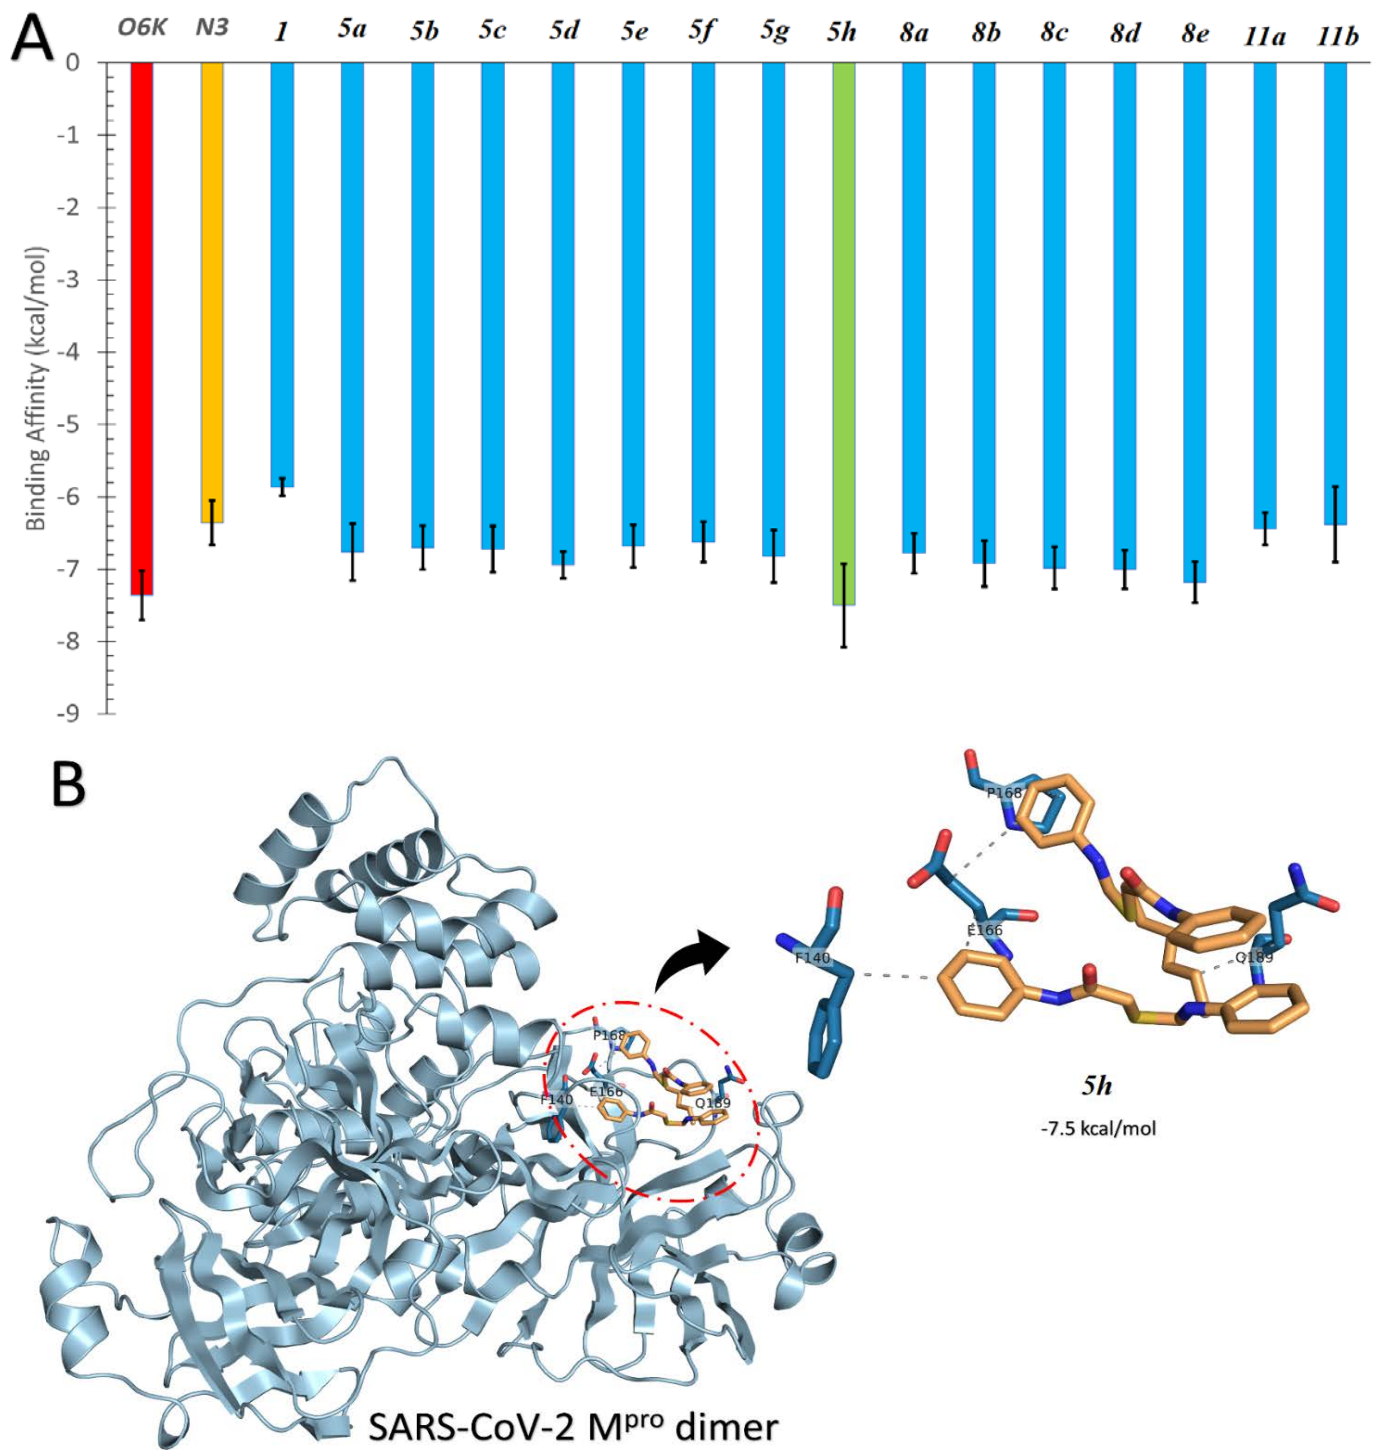 A
O6K N3 1 5a 5b 5c 5d 5e 5f 5g 5h 8a 8b 8c 8d 8e 11a 11b
0
-1
-2
-3
-4
-5
-6
-7
-8
-9
Binding Affinity (kcal/mol)
B
P168
E166
F140
Q189
P168
E166
F140
Q189
5h
-7.5 kcal/mol
SARS-CoV-2 Mᵖʳᵒ dimer